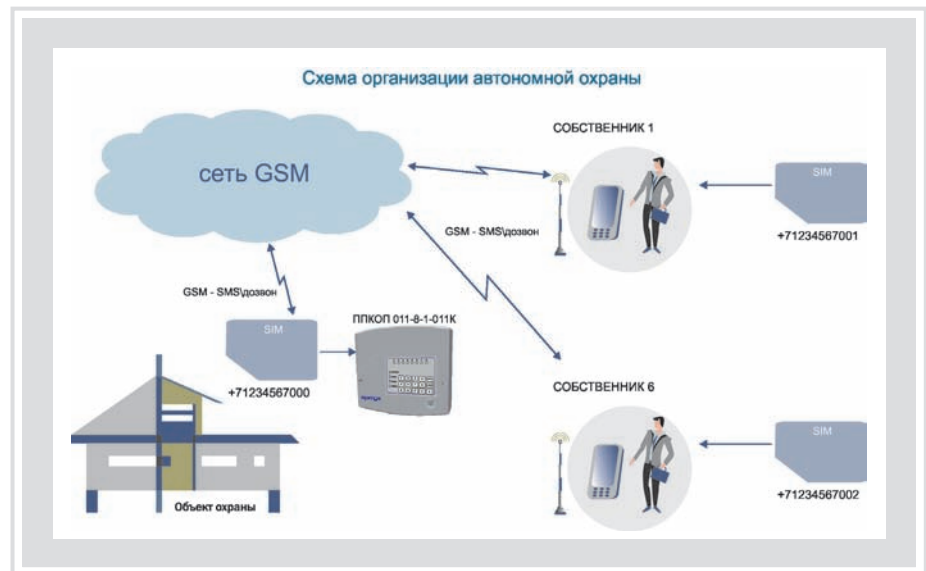 Схема организации автономной охраны
СОБСТВЕННИК 1
сеть GSM
SIM
GSM - SMS\дозвон
+71234567001
GSM - SMS\дозвон
ППКОП 011-8-1-011К
SIM
+71234567000
СОБСТВЕННИК 6
SIM
+71234567002
Объект охраны